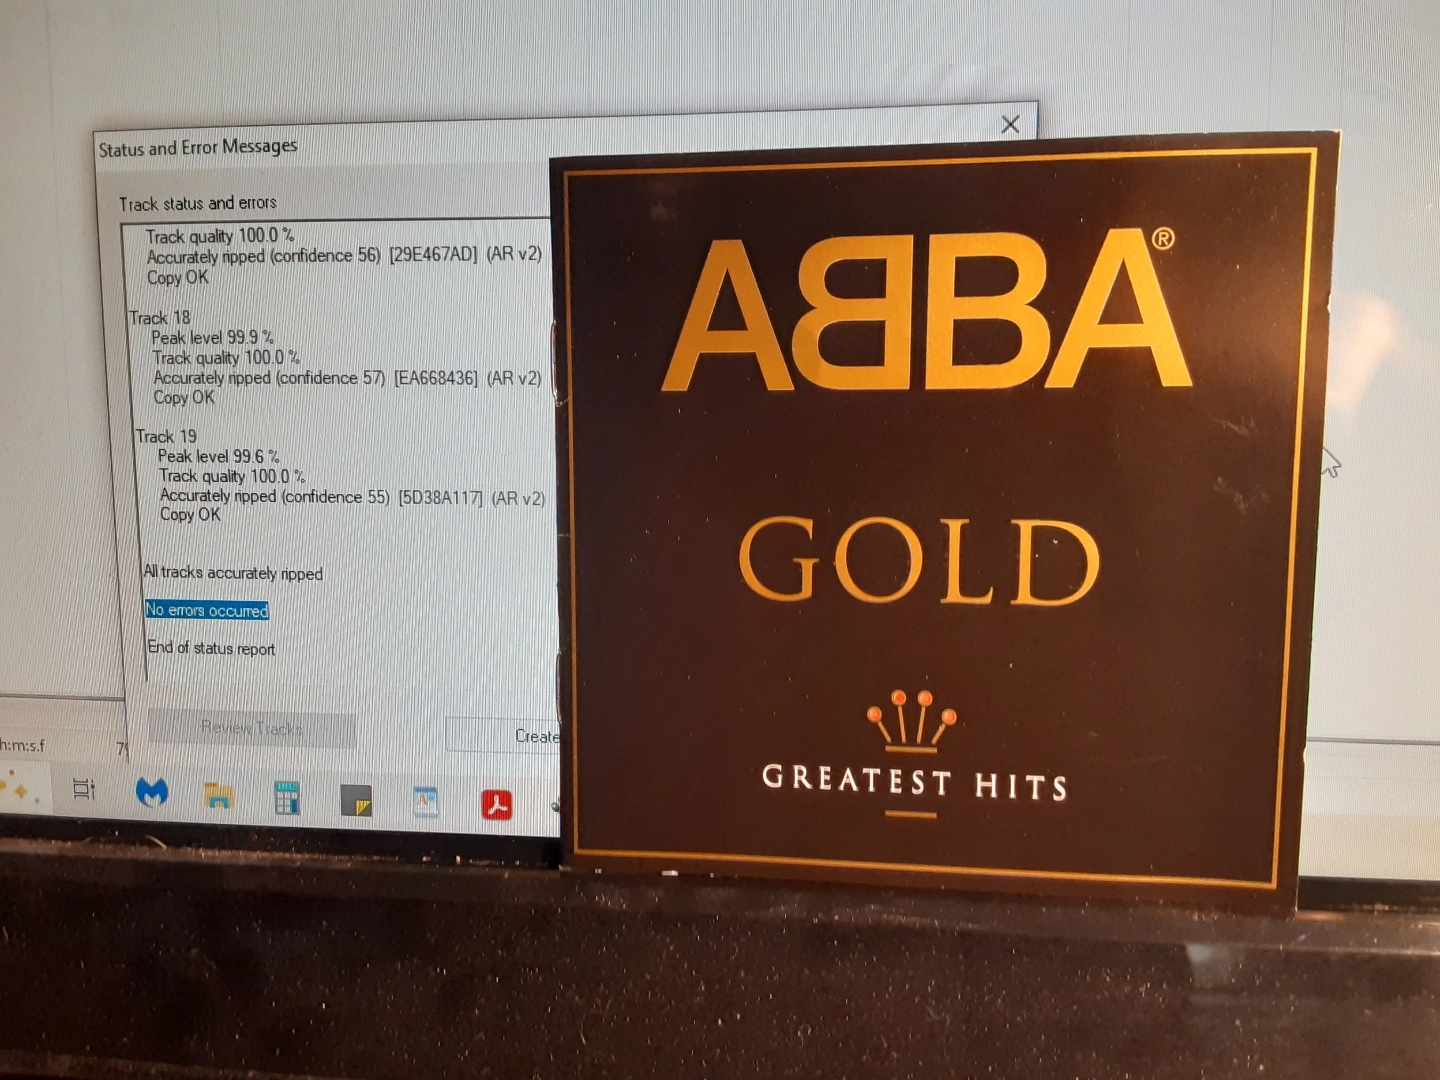 Status and Error Messages
Track status and errors
Track quality 100.0 %
Accurately ripped (confidence 56) [29E467AD] (AR v2)
Copy OK
Track 18
Peak level 99.9 %
Track quality 100.0 %
Accurately ripped (confidence 57) [EA668436] (AR v2)
Copy OK
Track 19
Peak level 99.6 %
Track quality 100.0 %
Accurately ripped (confidence 55) [5D38A117] (AR v2)
Copy OK
All tracks accurately ripped
No errors occurred
End of status report
Review Tracks
Create
h:m:s.f
ABBA®
GOLD
GREATEST HITS